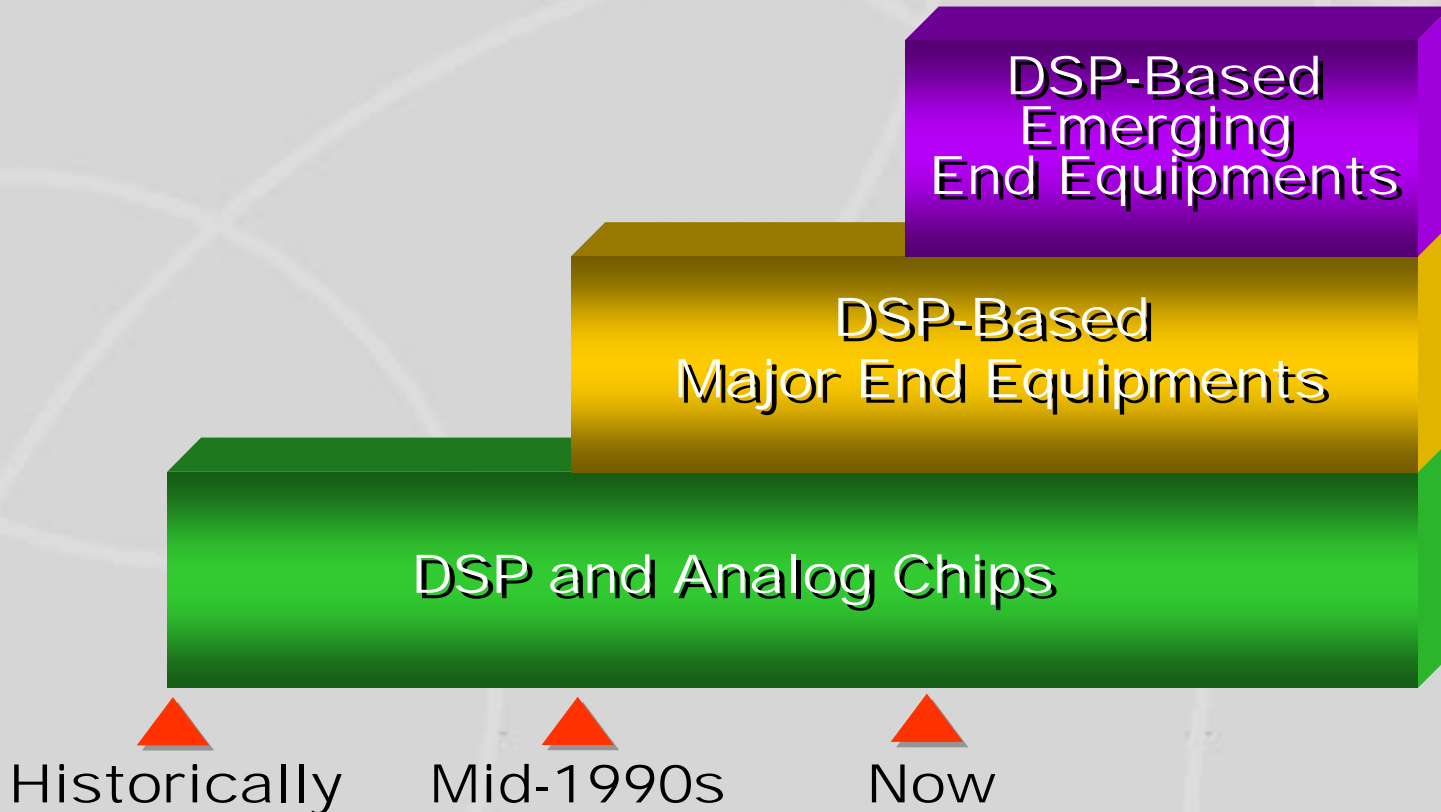 DSP-Based
Emerging
End Equipments
DSP-Based
Major End Equipments
DSP and Analog Chips
Historically
Mid-1990s
Now